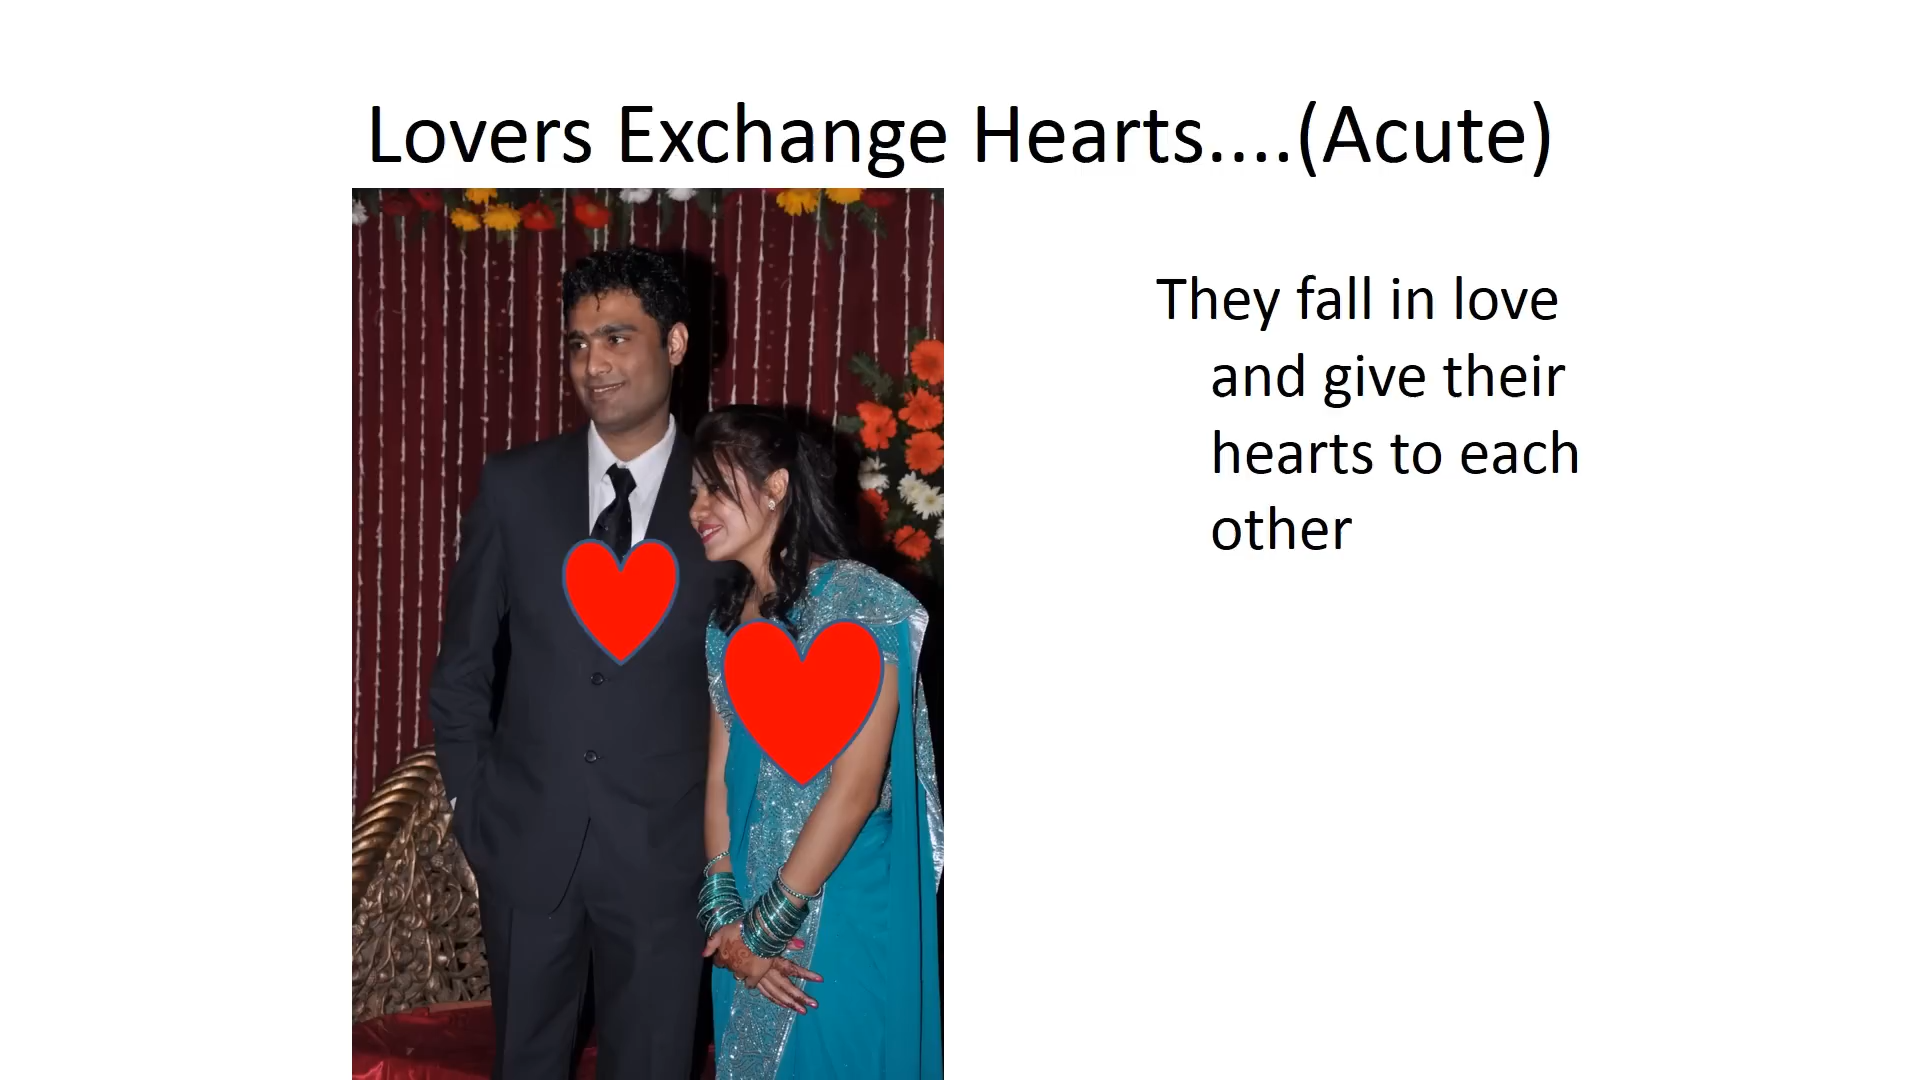 Lovers Exchange Hearts....(Acute)
They fall in love
and give their
hearts to each
other